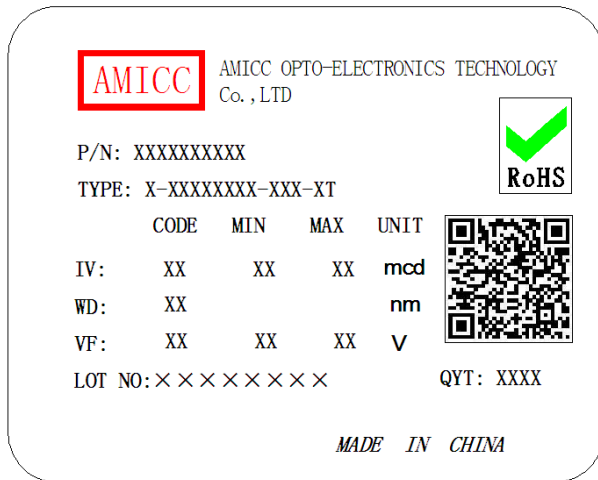 AMICC
AMICC OPTO-ELECTRONICS TECHNOLOGY
Co.,LTD
RoHS
P/N: XXXXXXXXXX
TYPE: X-XXXXXXXX-XXX-XT
CODE MIN MAX UNIT
IV: XX XX XX mcd
WD: XX nm
VF: XX XX XX V
LOT NO:×××××××× QYT: XXXX
MADE IN CHINA